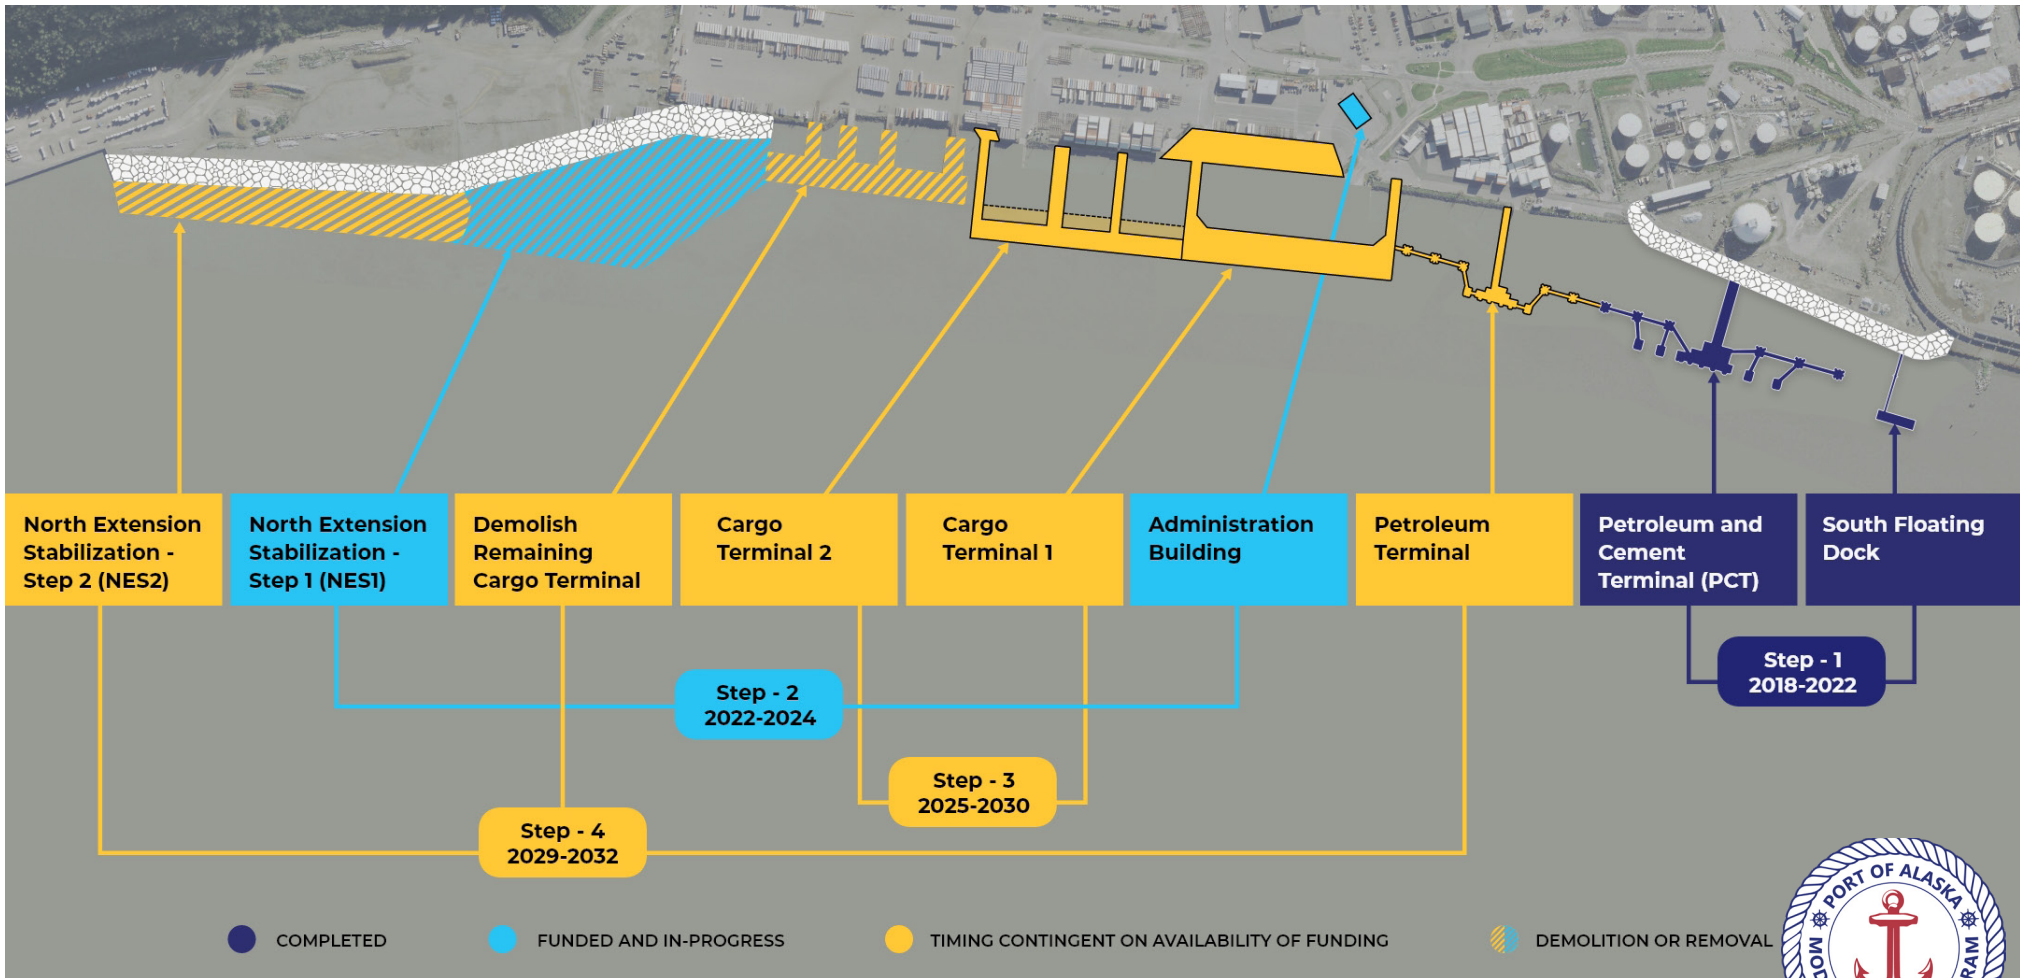 North Extension
Stabilization -
Step 2 (NES2)
North Extension
Stabilization -
Step 1 (NES1)
Demolish
Remaining
Cargo Terminal
Cargo
Terminal 2
Cargo
Terminal 1
Administration
Building
Petroleum
Terminal
Petroleum and
Cement
Terminal (PCT)
South Floating
Dock
Step - 1
2018-2022
Step - 2
2022-2024
Step - 3
2025-2030
Step - 4
2029-2032
COMPLETED
FUNDED AND IN-PROGRESS
TIMING CONTINGENT ON AVAILABILITY OF FUNDING
DEMOLITION OR REMOVAL
PORT OF ALASKA